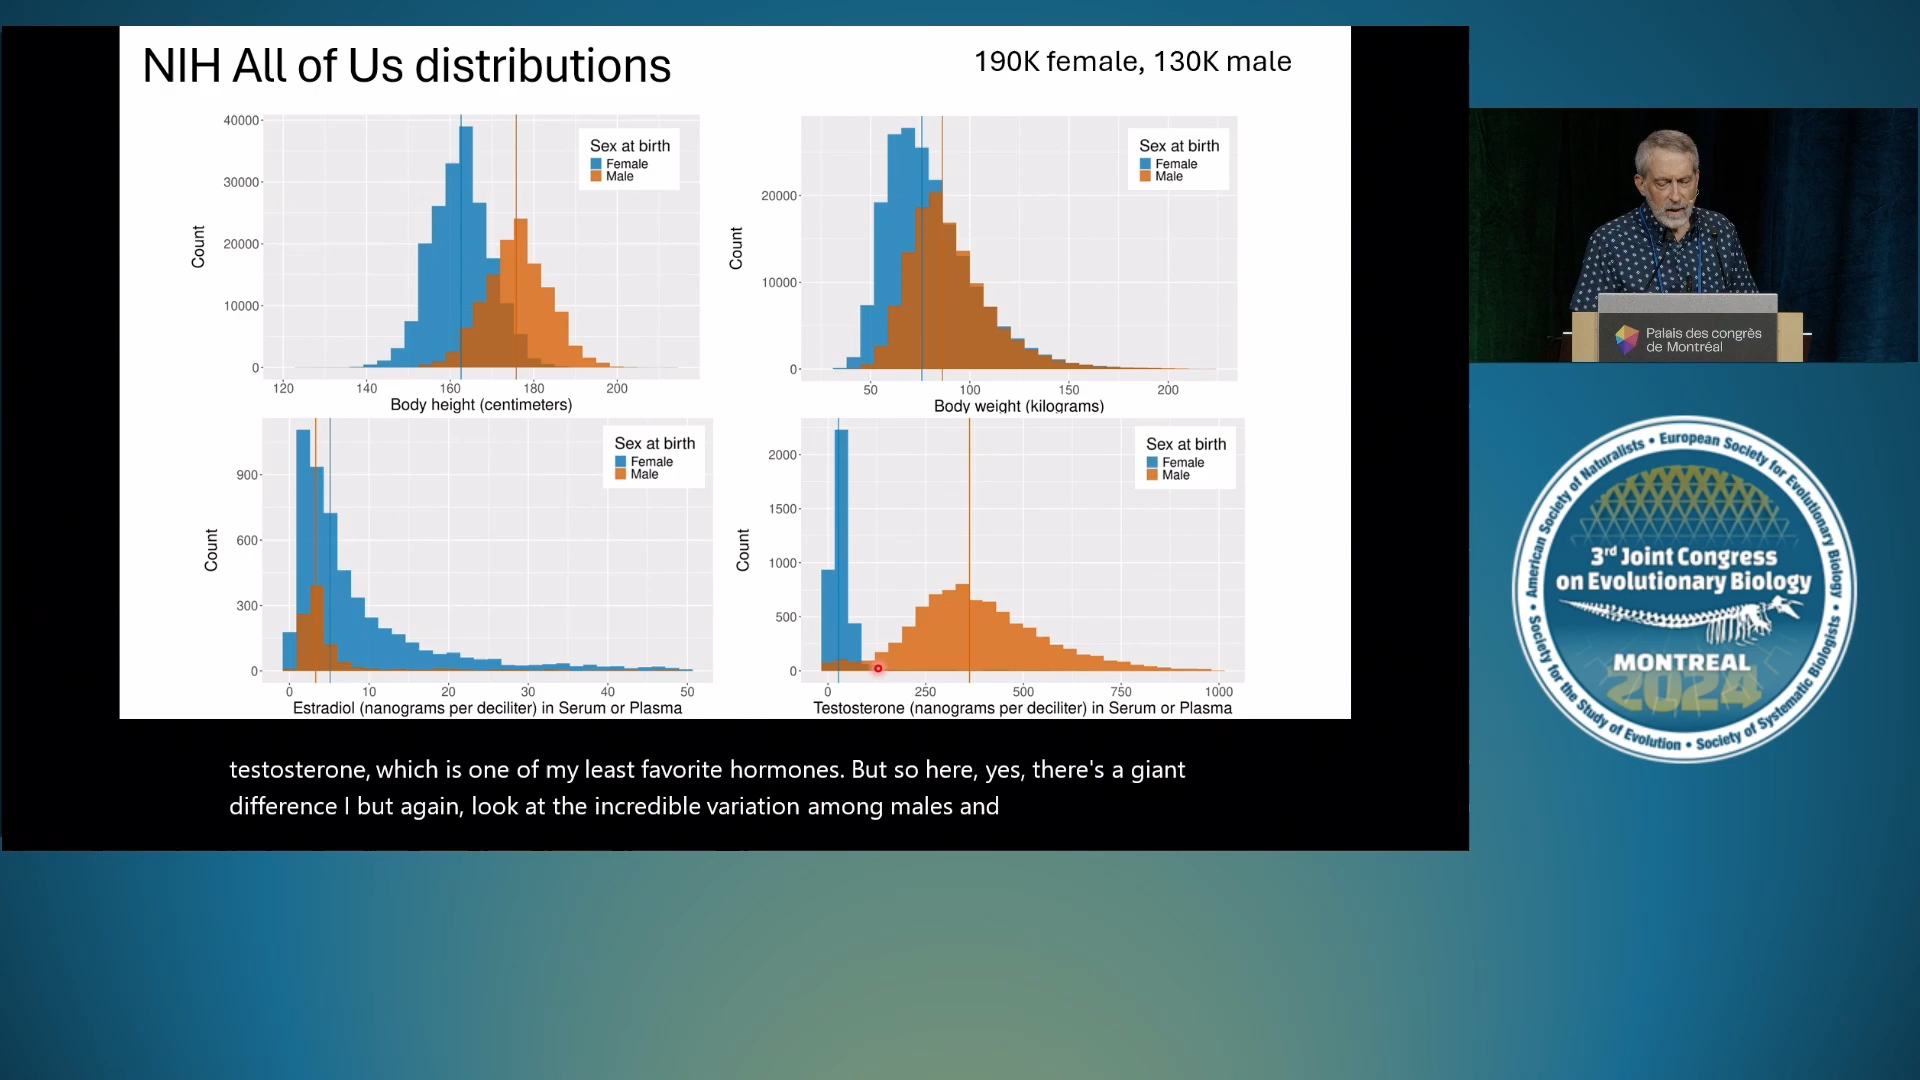 NIH All of Us distributions
190K female, 130K male
40000
30000
20000
10000
0
Count
120
140
160
180
200
Body height (centimeters)
Sex at birth
Female
Male
20000
10000
0
Count
50
100
150
200
Body weight (kilograms)
Sex at birth
Female
Male
900
600
300
0
Count
0
10
20
30
40
50
Estradiol (nanograms per deciliter) in Serum or Plasma
Sex at birth
Female
Male
2000
1500
1000
500
0
Count
0
250
500
750
1000
Testosterone (nanograms per deciliter) in Serum or Plasma
Sex at birth
Female
Male
testosterone, which is one of my least favorite hormones. But so here, yes, there's a giant
difference I but again, look at the incredible variation among males and
Palais des congrès
de Montréal
American Society of Naturalists • European Society for Evolutionary Biology •
Society for the Study of Evolution • Society of Systematic Biologists •
3rd Joint Congress
on Evolutionary Biology
MONTREAL
2024